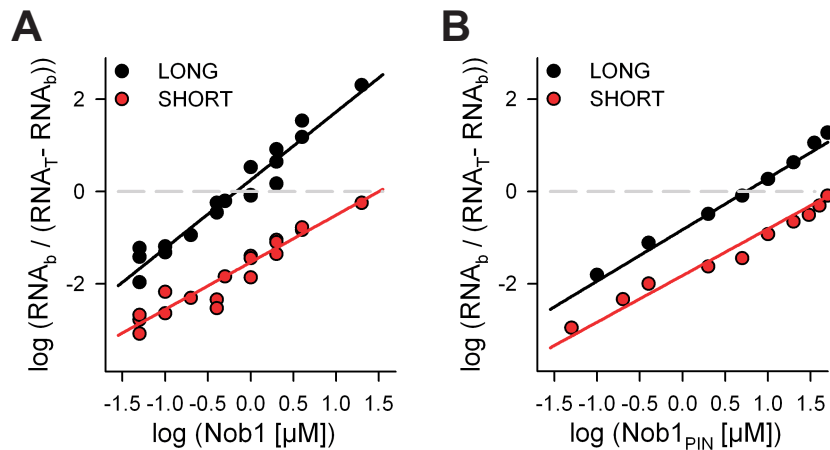 A
log (RNAb / (RNAT- RNAb))
LONG
SHORT
2
0
-2
-1.5 -1.0 -0.5 0.0 0.5 1.0 1.5
log (Nob1 [µM])
B
log (RNAb / (RNAT- RNAb))
LONG
SHORT
2
0
-2
-1.5 -1.0 -0.5 0.0 0.5 1.0 1.5
log (Nob1PIN [µM])